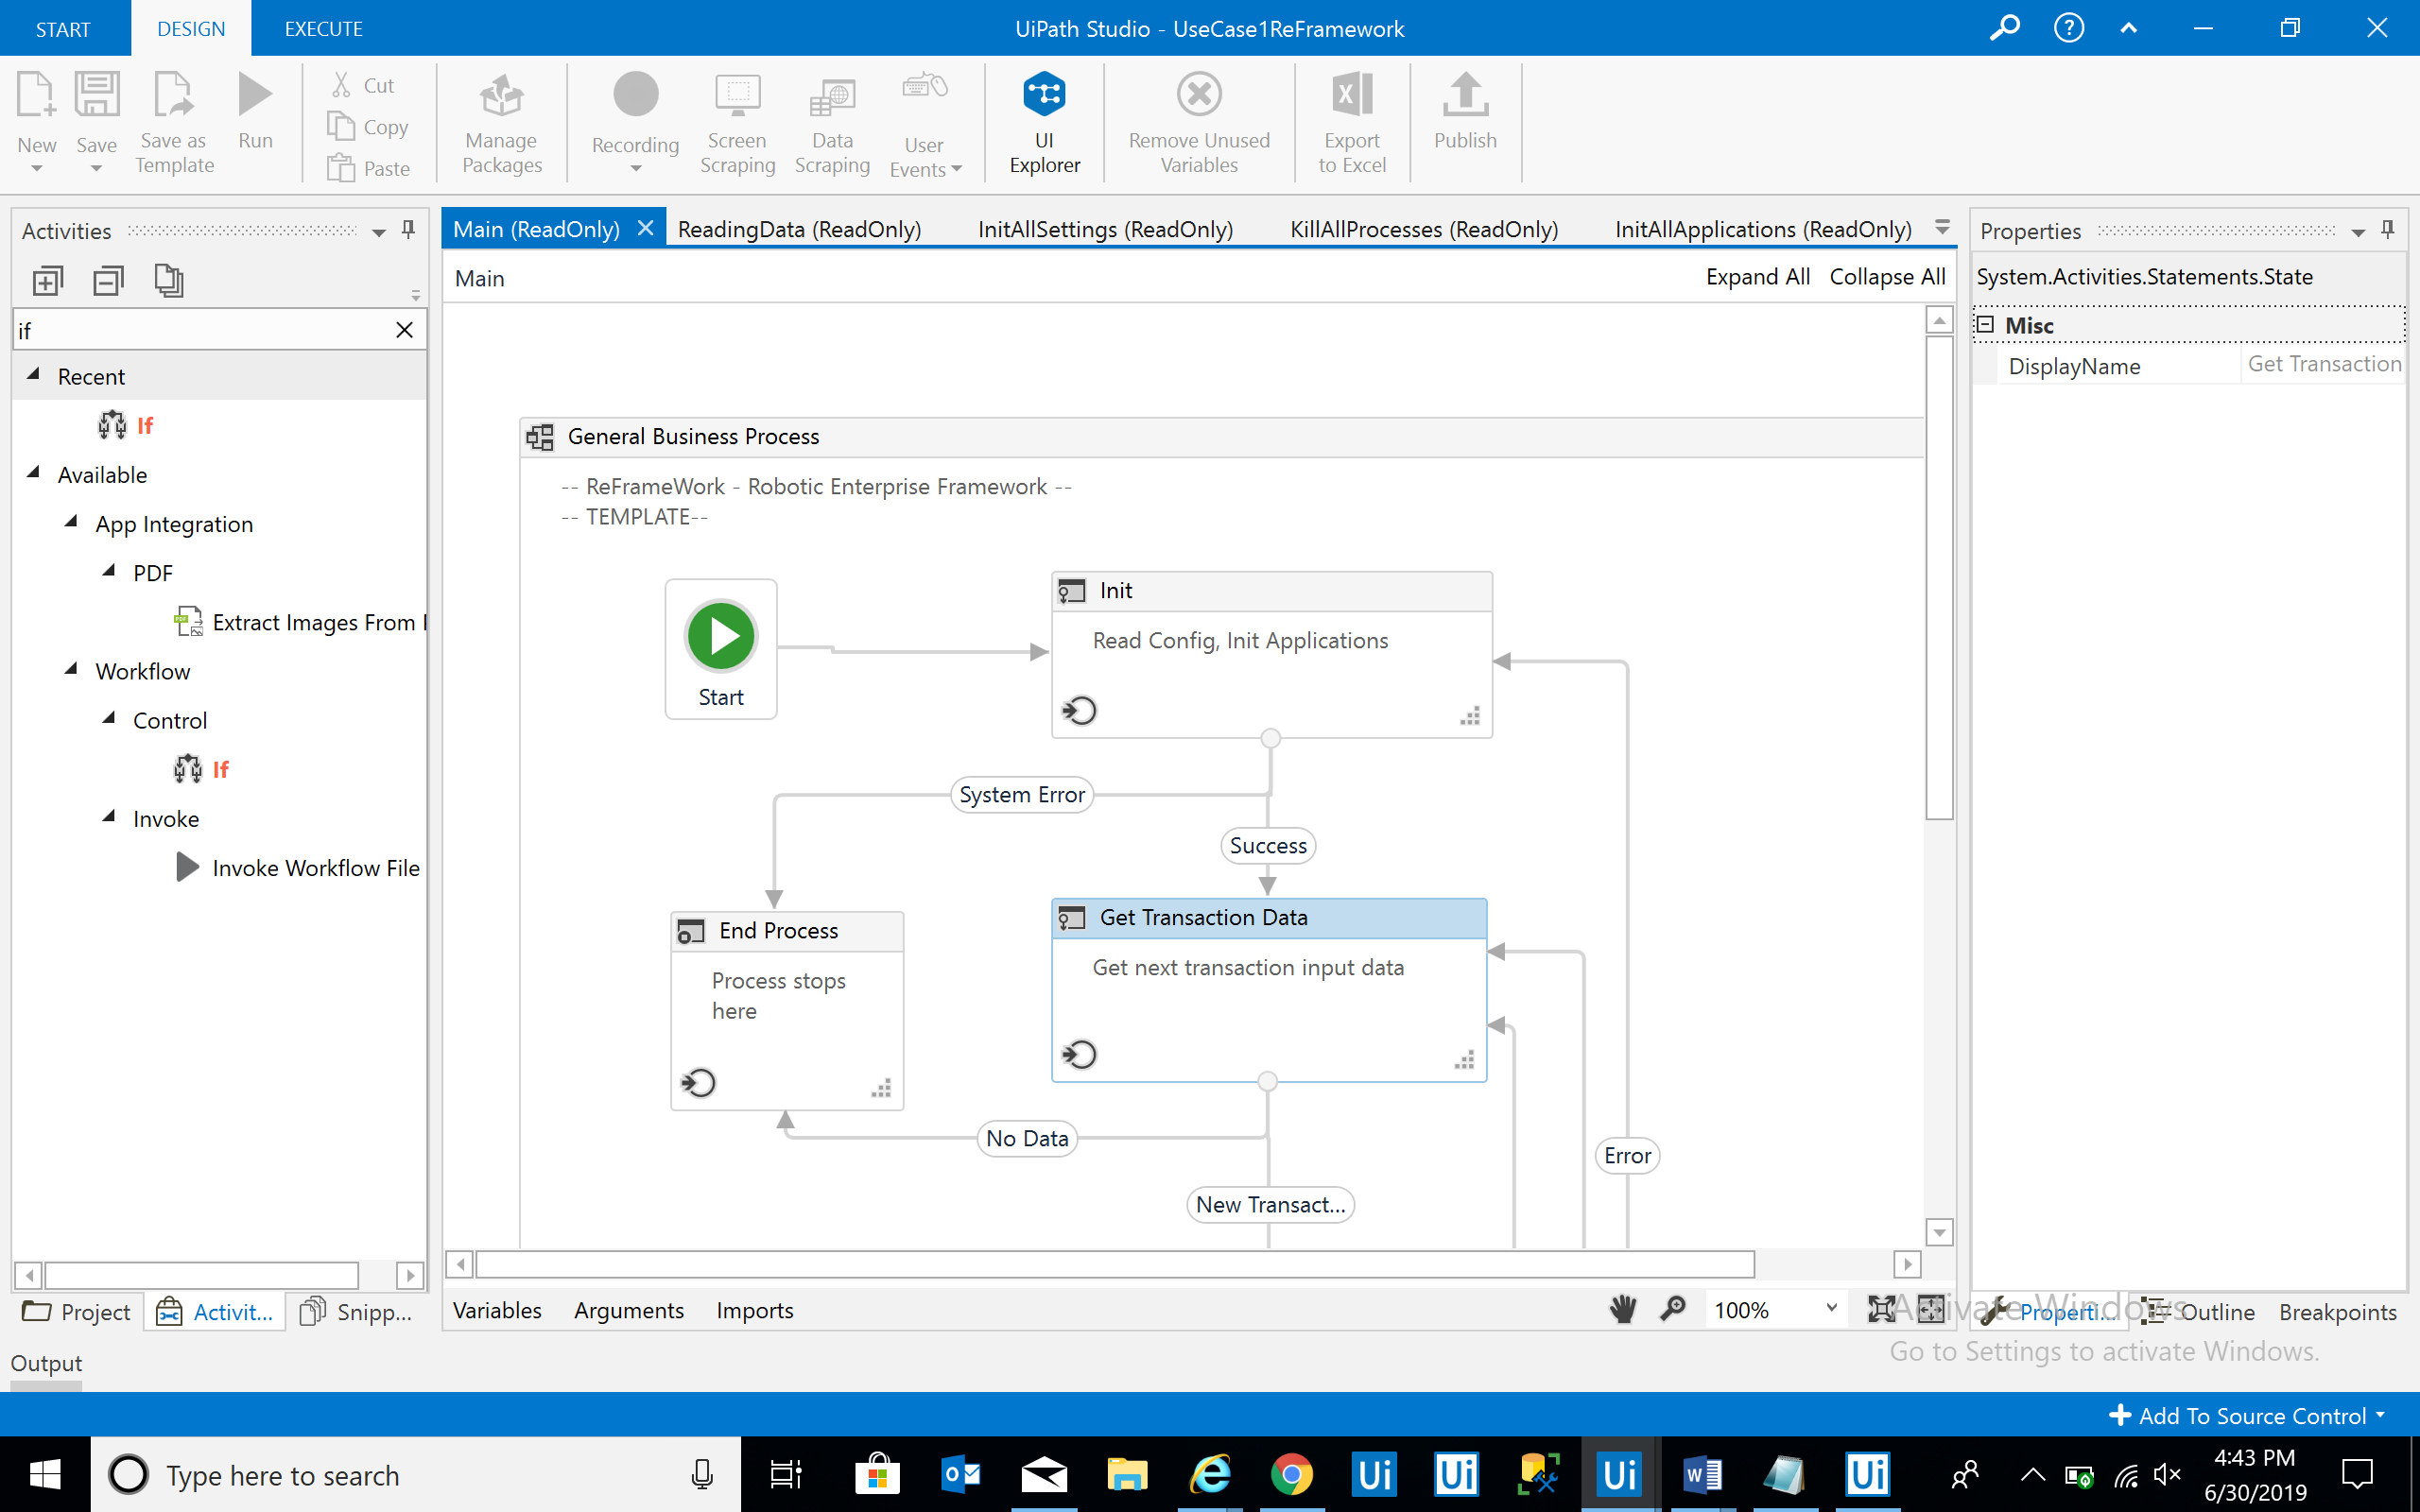 START
DESIGN
EXECUTE
UiPath Studio - UseCase1ReFramework
New
Save
Save as
Template
Run
Cut
Copy
Paste
Manage
Packages
Recording
Screen
Scraping
Data
Scraping
User
Events
UI
Explorer
Remove Unused
Variables
Export
to Excel
Publish
Activities
if
Recent
If
Available
App Integration
PDF
Extract Images From
Workflow
Control
If
Invoke
Invoke Workflow File
Project
Activit...
Snipp...
Output
Main (ReadOnly)
ReadingData (ReadOnly)
InitAllSettings (ReadOnly)
KillAllProcesses (ReadOnly)
InitAllApplications (ReadOnly)
Main
Expand All
Collapse All
General Business Process
-- ReFrameWork - Robotic Enterprise Framework --
-- TEMPLATE--
Start
Init
Read Config, Init Applications
System Error
Success
End Process
Process stops
here
Get Transaction Data
Get next transaction input data
No Data
Error
New Transact...
Variables
Arguments
Imports
100%
Properties
System.Activities.Statements.State
Misc
DisplayName
Get Transaction
Properti...
Outline
Breakpoints
Activate Windows
Go to Settings to activate Windows.
Add To Source Control
Type here to search
4:43 PM
6/30/2019